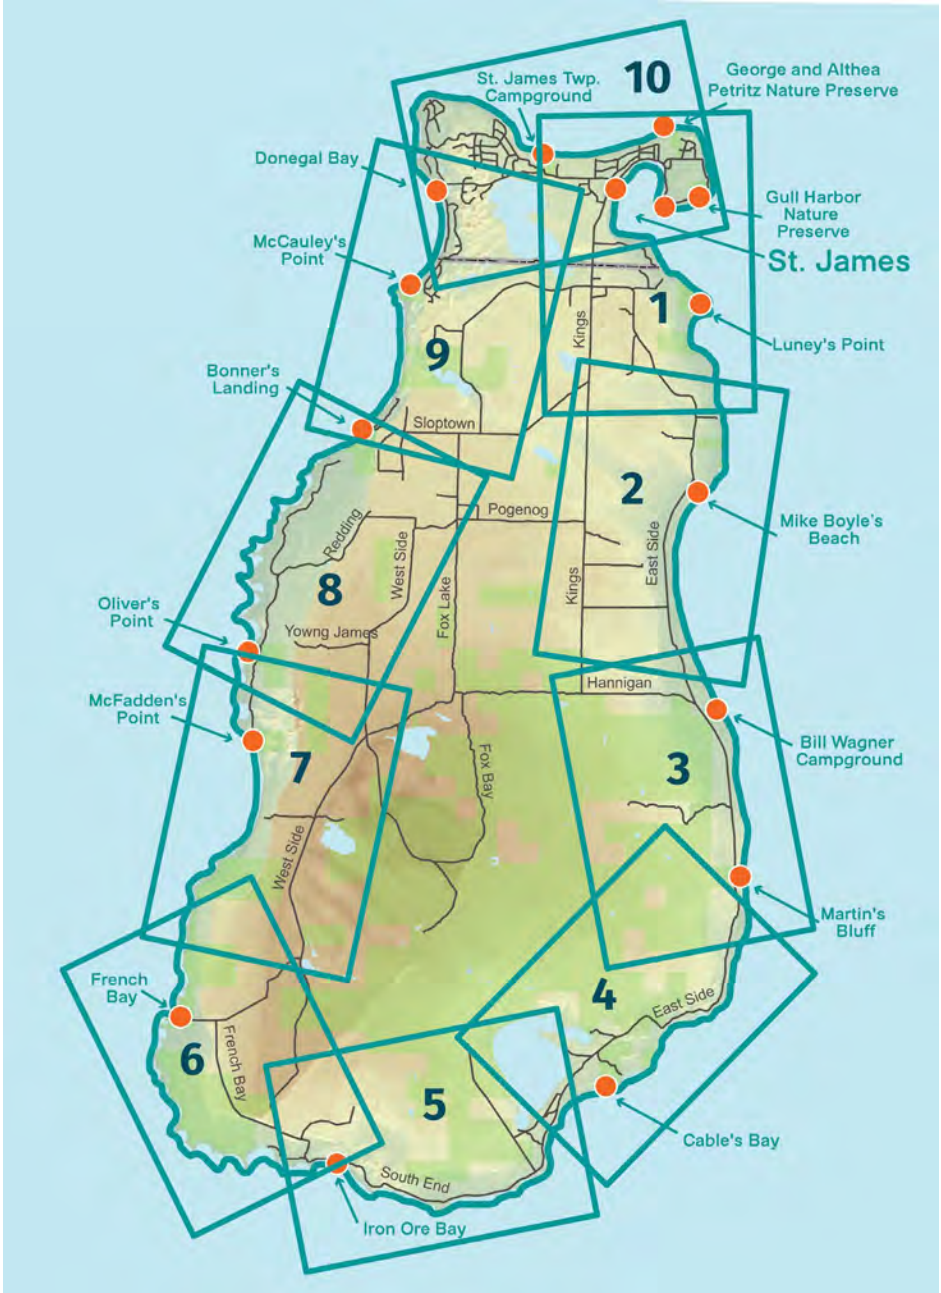 10
St. James Twp.
Campground
George and Althea
Petritz Nature Preserve
Donegal Bay
Gull Harbor
Nature
Preserve
McCauley's
Point
St. James
1
Kings
Luney's Point
9
Bonner's
Landing
Sloptown
2
Pogenog
Mike Boyle's
Beach
Redding
West Side
East Side
8
Kings
Fox Lake
Oliver's
Point
Yowng James
Hannigan
McFadden's
Point
Bill Wagner
Campground
7
3
Fox Bay
West Side
Martin's
Bluff
French
Bay
4
East Side
6
French Bay
5
Cable's Bay
South End
Iron Ore Bay